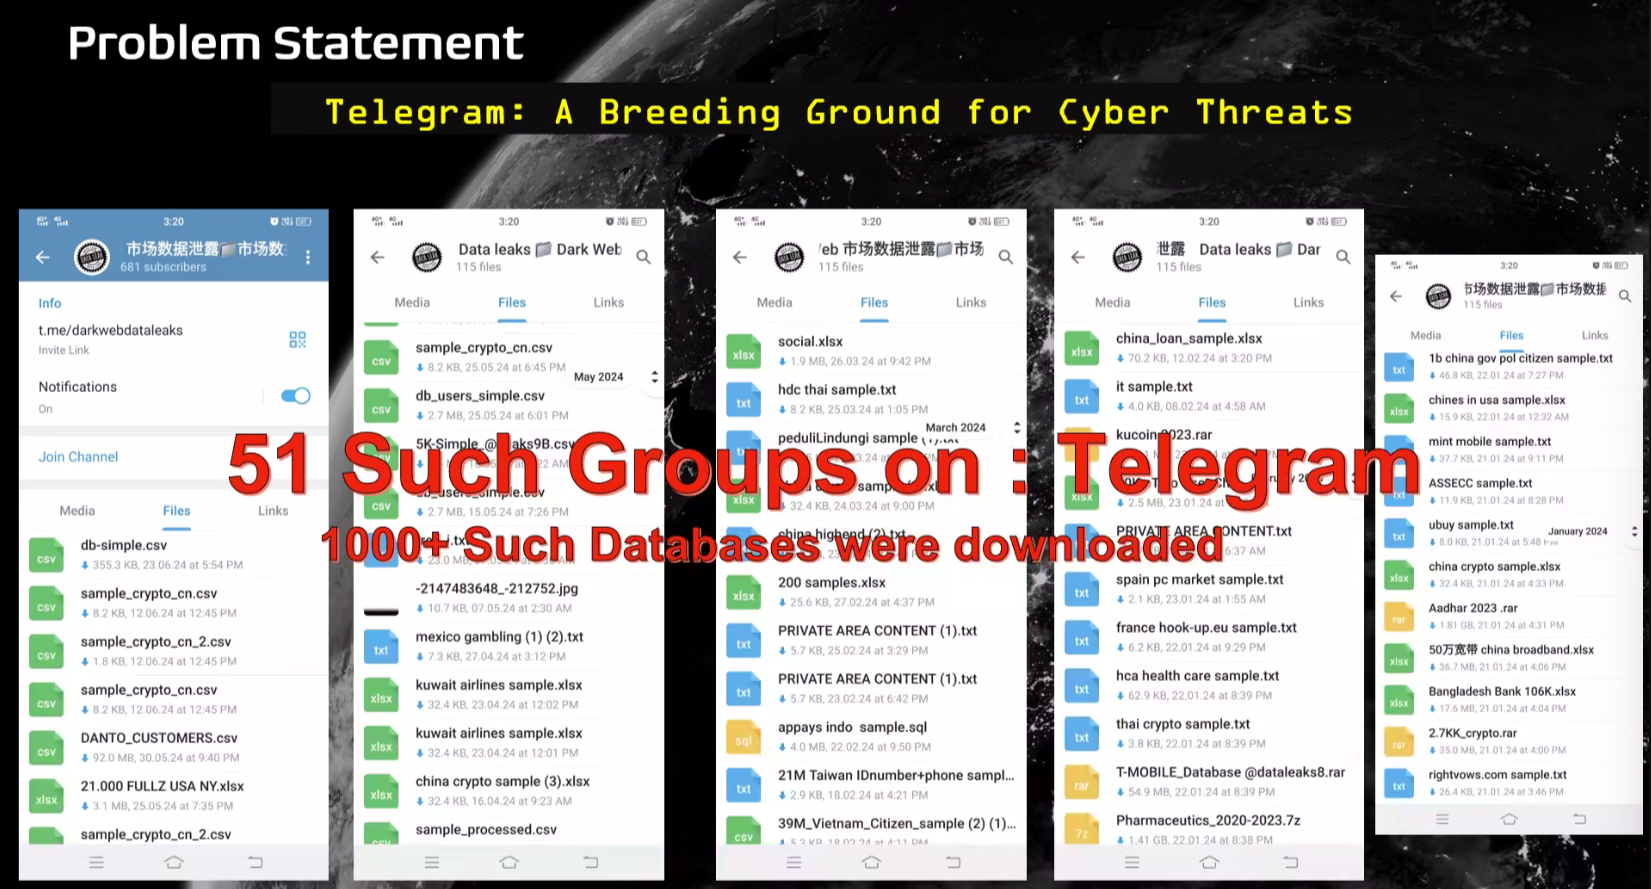 Problem Statement
Telegram: A Breeding Ground for Cyber Threats
51 Such Groups on : Telegram
1000+ Such Databases were downloaded
3:20
市场数据泄露 市场数
681 subscribers
Info
t.me/darkwebdataleaks
Invite Link
Notifications
On
Join Channel
Media Files Links
db-simple.csv
355.3 KB, 23.06.24 at 5:54 PM
sample_crypto_cn.csv
8.2 KB, 12.06.24 at 12:45 PM
sample_crypto_cn_2.csv
1.8 KB, 12.06.24 at 12:45 PM
sample_crypto_cn.csv
8.2 KB, 12.06.24 at 12:45 PM
DANTO_CUSTOMERS.csv
92.0 MB, 30.05.24 at 9:40 PM
21.000 FULLZ USA NY.xlsx
3.1 MB, 25.05.24 at 7:35 PM
sample_crypto_cn_2.csv
3:20
Data leaks Dark Web
115 files
Media Files Links
sample_crypto_cn.csv
8.2 KB, 25.05.24 at 6:45 PM
May 2024
db_users_simple.csv
2.7 MB, 25.05.24 at 6:01 PM
db_users_simple.csv
2.7 MB, 15.05.24 at 7:26 PM
-2147483648_-212752.jpg
10.7 KB, 07.05.24 at 2:30 AM
mexico gambling (1) (2).txt
7.3 KB, 27.04.24 at 3:12 PM
kuwait airlines sample.xlsx
32.4 KB, 23.04.24 at 12:02 PM
kuwait airlines sample.xlsx
32.4 KB, 23.04.24 at 12:01 PM
china crypto sample (3).xlsx
32.4 KB, 16.04.24 at 9:23 AM
sample_processed.csv
3:20
eb 市场数据泄露 市场
115 files
Media Files Links
social.xlsx
1.9 MB, 26.03.24 at 9:42 PM
hdc thai sample.txt
8.2 KB, 25.03.24 at 1:05 PM
March 2024
peduliLindungi sample (1).txt
32.4 KB, 24.03.24 at 9:00 PM
china highend (2).txt
200 samples.xlsx
25.6 KB, 27.02.24 at 4:37 PM
PRIVATE AREA CONTENT (1).txt
5.7 KB, 25.02.24 at 3:29 PM
PRIVATE AREA CONTENT (1).txt
5.7 KB, 23.02.24 at 6:42 PM
appays indo sample.sql
4.0 MB, 22.02.24 at 9:50 PM
21M Taiwan IDnumber+phone sampl...
2.9 KB, 18.02.24 at 4:21 PM
39M_Vietnam_Citizen_sample (2) (1)...
5.3 KB, 18.02.24 at 4:11 PM
3:20
泄露 Data leaks Dar
115 files
Media Files Links
china_loan_sample.xlsx
70.2 KB, 12.02.24 at 3:20 PM
it sample.txt
4.0 KB, 08.02.24 at 4:58 AM
kucoin 2023.rar
2.5 MB, 23.01.24 at
PRIVATE AREA CONTENT.txt
6:37 AM
spain pc market sample.txt
2.1 KB, 23.01.24 at 1:55 AM
france hook-up.eu sample.txt
6.2 KB, 22.01.24 at 9:29 PM
hca health care sample.txt
62.9 KB, 22.01.24 at 8:39 PM
thai crypto sample.txt
3.8 KB, 22.01.24 at 8:39 PM
T-MOBILE_Database @dataleaks8.rar
54.9 MB, 22.01.24 at 8:39 PM
Pharmaceutics_2020-2023.7z
1.41 GB, 22.01.24 at 8:38 PM
3:20
市场数据泄露 市场数据
115 files
Media Files Links
1b china gov pol citizen sample.txt
46.8 KB, 22.01.24 at 7:27 PM
chines in usa sample.xlsx
15.9 KB, 22.01.24 at 12:32 AM
mint mobile sample.txt
37.7 KB, 21.01.24 at 9:11 PM
ASSECC sample.txt
11.9 KB, 21.01.24 at 8:28 PM
ubuy sample.txt
8.0 KB, 21.01.24 at 5:48 PM
January 2024
china crypto sample.xlsx
32.4 KB, 21.01.24 at 4:33 PM
Aadhar 2023 .rar
1.81 GB, 21.01.24 at 4:31 PM
50万宽带 china broadband.xlsx
36.7 MB, 21.01.24 at 4:06 PM
Bangladesh Bank 106K.xlsx
17.6 MB, 21.01.24 at 4:04 PM
2.7KK_crypto.rar
35.0 MB, 21.01.24 at 4:00 PM
rightvows.com sample.txt
26.4 KB, 21.01.24 at 3:46 PM